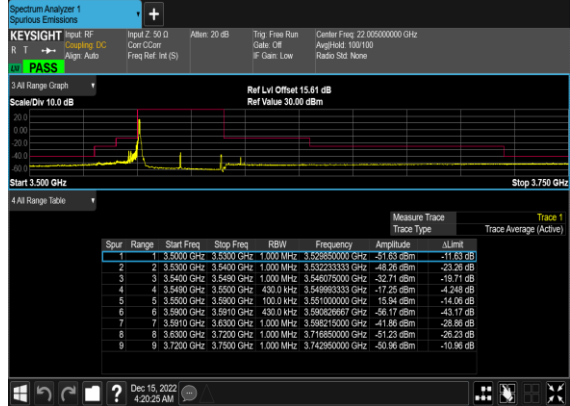 Spectrum Analyzer 1
Spurious Emissions
+
KEYSIGHT Input: RF Input Z: 50 Ω Atten: 20 dB Trig: Free Run Center Freq: 22.005000000 GHz
R T Coupling: DC Corr CCorr Gate: Off Avg|Hold: 100/100
Align: Auto Freq Ref: Int (S) IF Gain: Low Radio Std: None
PASS
3 All Range Graph
Ref Lvl Offset 15.61 dB
Scale/Div 10.0 dB Ref Value 30.00 dBm
20.0
0.00
-20.0
-40.0
-60.0
Start 3.500 GHz Stop 3.750 GHz
4 All Range Table
Measure Trace Trace 1
Trace Type Trace Average (Active)
Spur Range Start Freq Stop Freq RBW Frequency Amplitude ΔLimit
1 1 3.5000 GHz 3.5300 GHz 1.000 MHz 3.529850000 GHz -51.63 dBm -11.63 dB
2 2 3.5300 GHz 3.5400 GHz 1.000 MHz 3.532233333 GHz -48.26 dBm -23.26 dB
3 3 3.5400 GHz 3.5490 GHz 1.000 MHz 3.546075000 GHz -32.71 dBm -19.71 dB
4 4 3.5490 GHz 3.5500 GHz 430.0 kHz 3.549993333 GHz -17.25 dBm -4.248 dB
5 5 3.5500 GHz 3.5900 GHz 100.0 kHz 3.551000000 GHz 15.94 dBm -14.06 dB
6 6 3.5900 GHz 3.5910 GHz 430.0 kHz 3.590826667 GHz -56.17 dBm -43.17 dB
7 7 3.5910 GHz 3.6300 GHz 1.000 MHz 3.598215000 GHz -41.86 dBm -28.86 dB
8 8 3.6300 GHz 3.7200 GHz 1.000 MHz 3.716850000 GHz -51.23 dBm -26.23 dB
9 9 3.7200 GHz 3.7500 GHz 1.000 MHz 3.742950000 GHz -50.96 dBm -10.96 dB
? Dec 15, 2022
4:20:25 AM